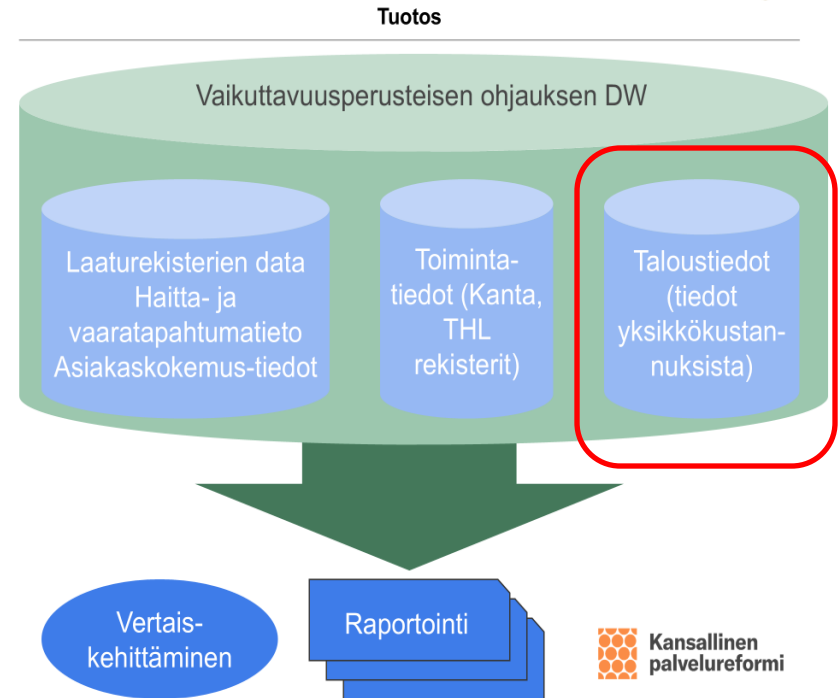 Tuotos
Vaikuttavuusperusteisen ohjauksen DW
Laaturekisterien data
Haitta- ja
vaaratapahtumatieto
Asiakaskokemus-tiedot
Toiminta-
tiedot (Kanta,
THL
rekisterit)
Taloustiedot
(tiedot
yksikkökustan-
nuksista)
Vertais-
kehittäminen
Raportointi
Kansallinen
palvelureformi